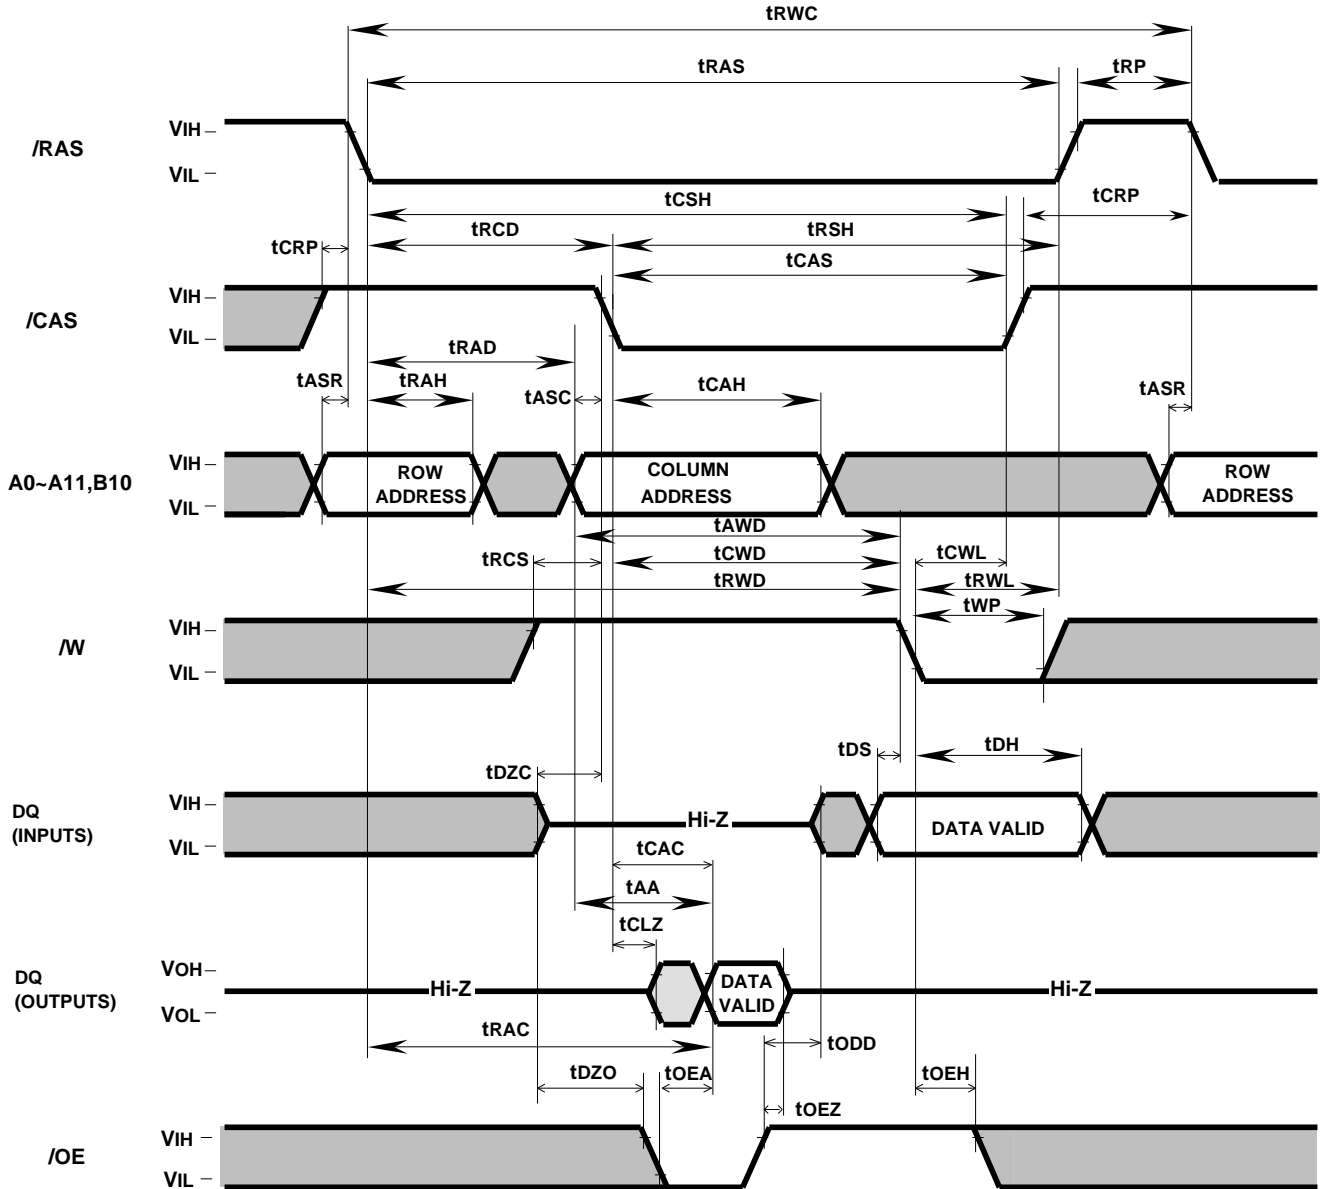 tRWC
tRAS
tRP
/RAS
VIH
VIL
tCSH
tCRP
tRCD
tRSH
tCRP
tCAS
/CAS
VIH
VIL
tRAD
tASR
tRAH
tASC
tCAH
tASR
A0~A11,B10
VIH
VIL
ROW
ADDRESS
COLUMN
ADDRESS
ROW
ADDRESS
tAWD
tRCS
tCWD
tCWL
tRWD
tRWL
tWP
/W
VIH
VIL
tDS
tDH
tDZC
DQ
(INPUTS)
VIH
VIL
Hi-Z
DATA VALID
tCAC
tAA
tCLZ
DQ
(OUTPUTS)
VOH
VOL
Hi-Z
DATA
VALID
Hi-Z
tRAC
tODD
tDZO
tOEA
tOEH
tOEZ
/OE
VIH
VIL